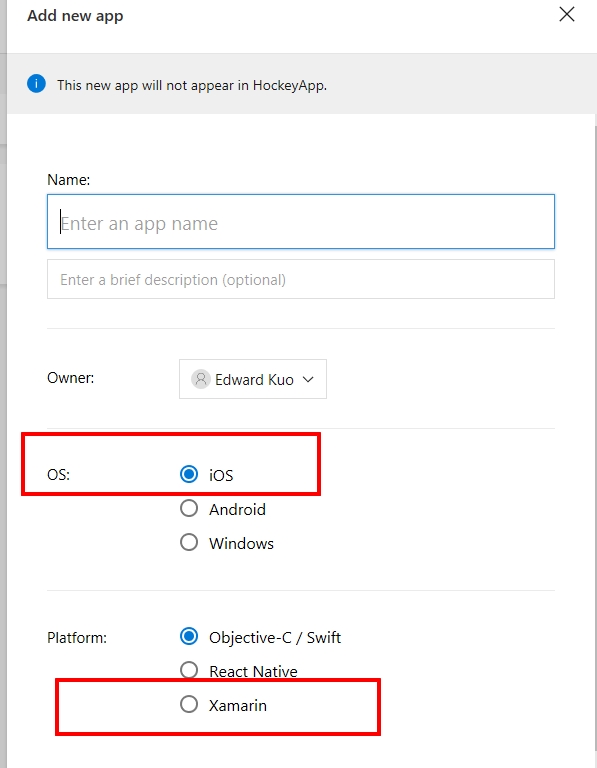 Add new app
This new app will not appear in HockeyApp.
Name:
Enter an app name
Enter a brief description (optional)
Owner: Edward Kuo
OS: iOS
Android
Windows
Platform: Objective-C / Swift
React Native
Xamarin